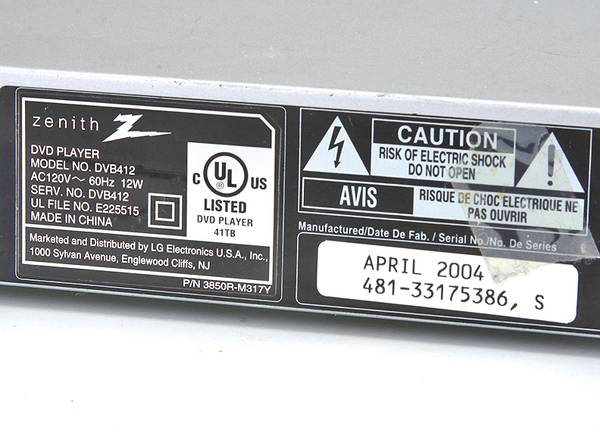 zenith
DVD PLAYER
MODEL NO. DVB412
AC120V～ 60Hz 12W
SERV. NO. DVB412
UL FILE NO. E225515
MADE IN CHINA
C UL US
LISTED
DVD PLAYER
41TB
Marketed and Distributed by LG Electronics U.S.A., Inc.,
1000 Sylvan Avenue, Englewood Cliffs, NJ
P/N 3850R-M317Y
CAUTION
RISK OF ELECTRIC SHOCK
DO NOT OPEN
AVIS
RISQUE DE CHOC ELECTRIQUE NE
PAS OUVRIR
Manufactured/Date De Fab. / Serial No./No. De Series
APRIL 2004
481-33175386, S